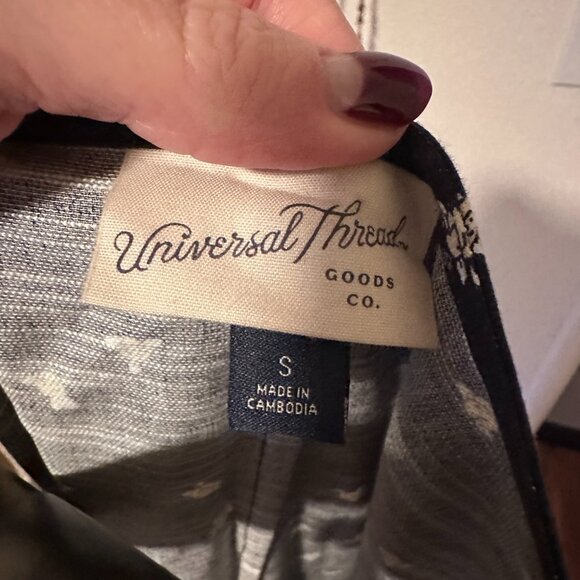 Universal Thread
GOODS
CO.
S
MADE IN
CAMBODIA